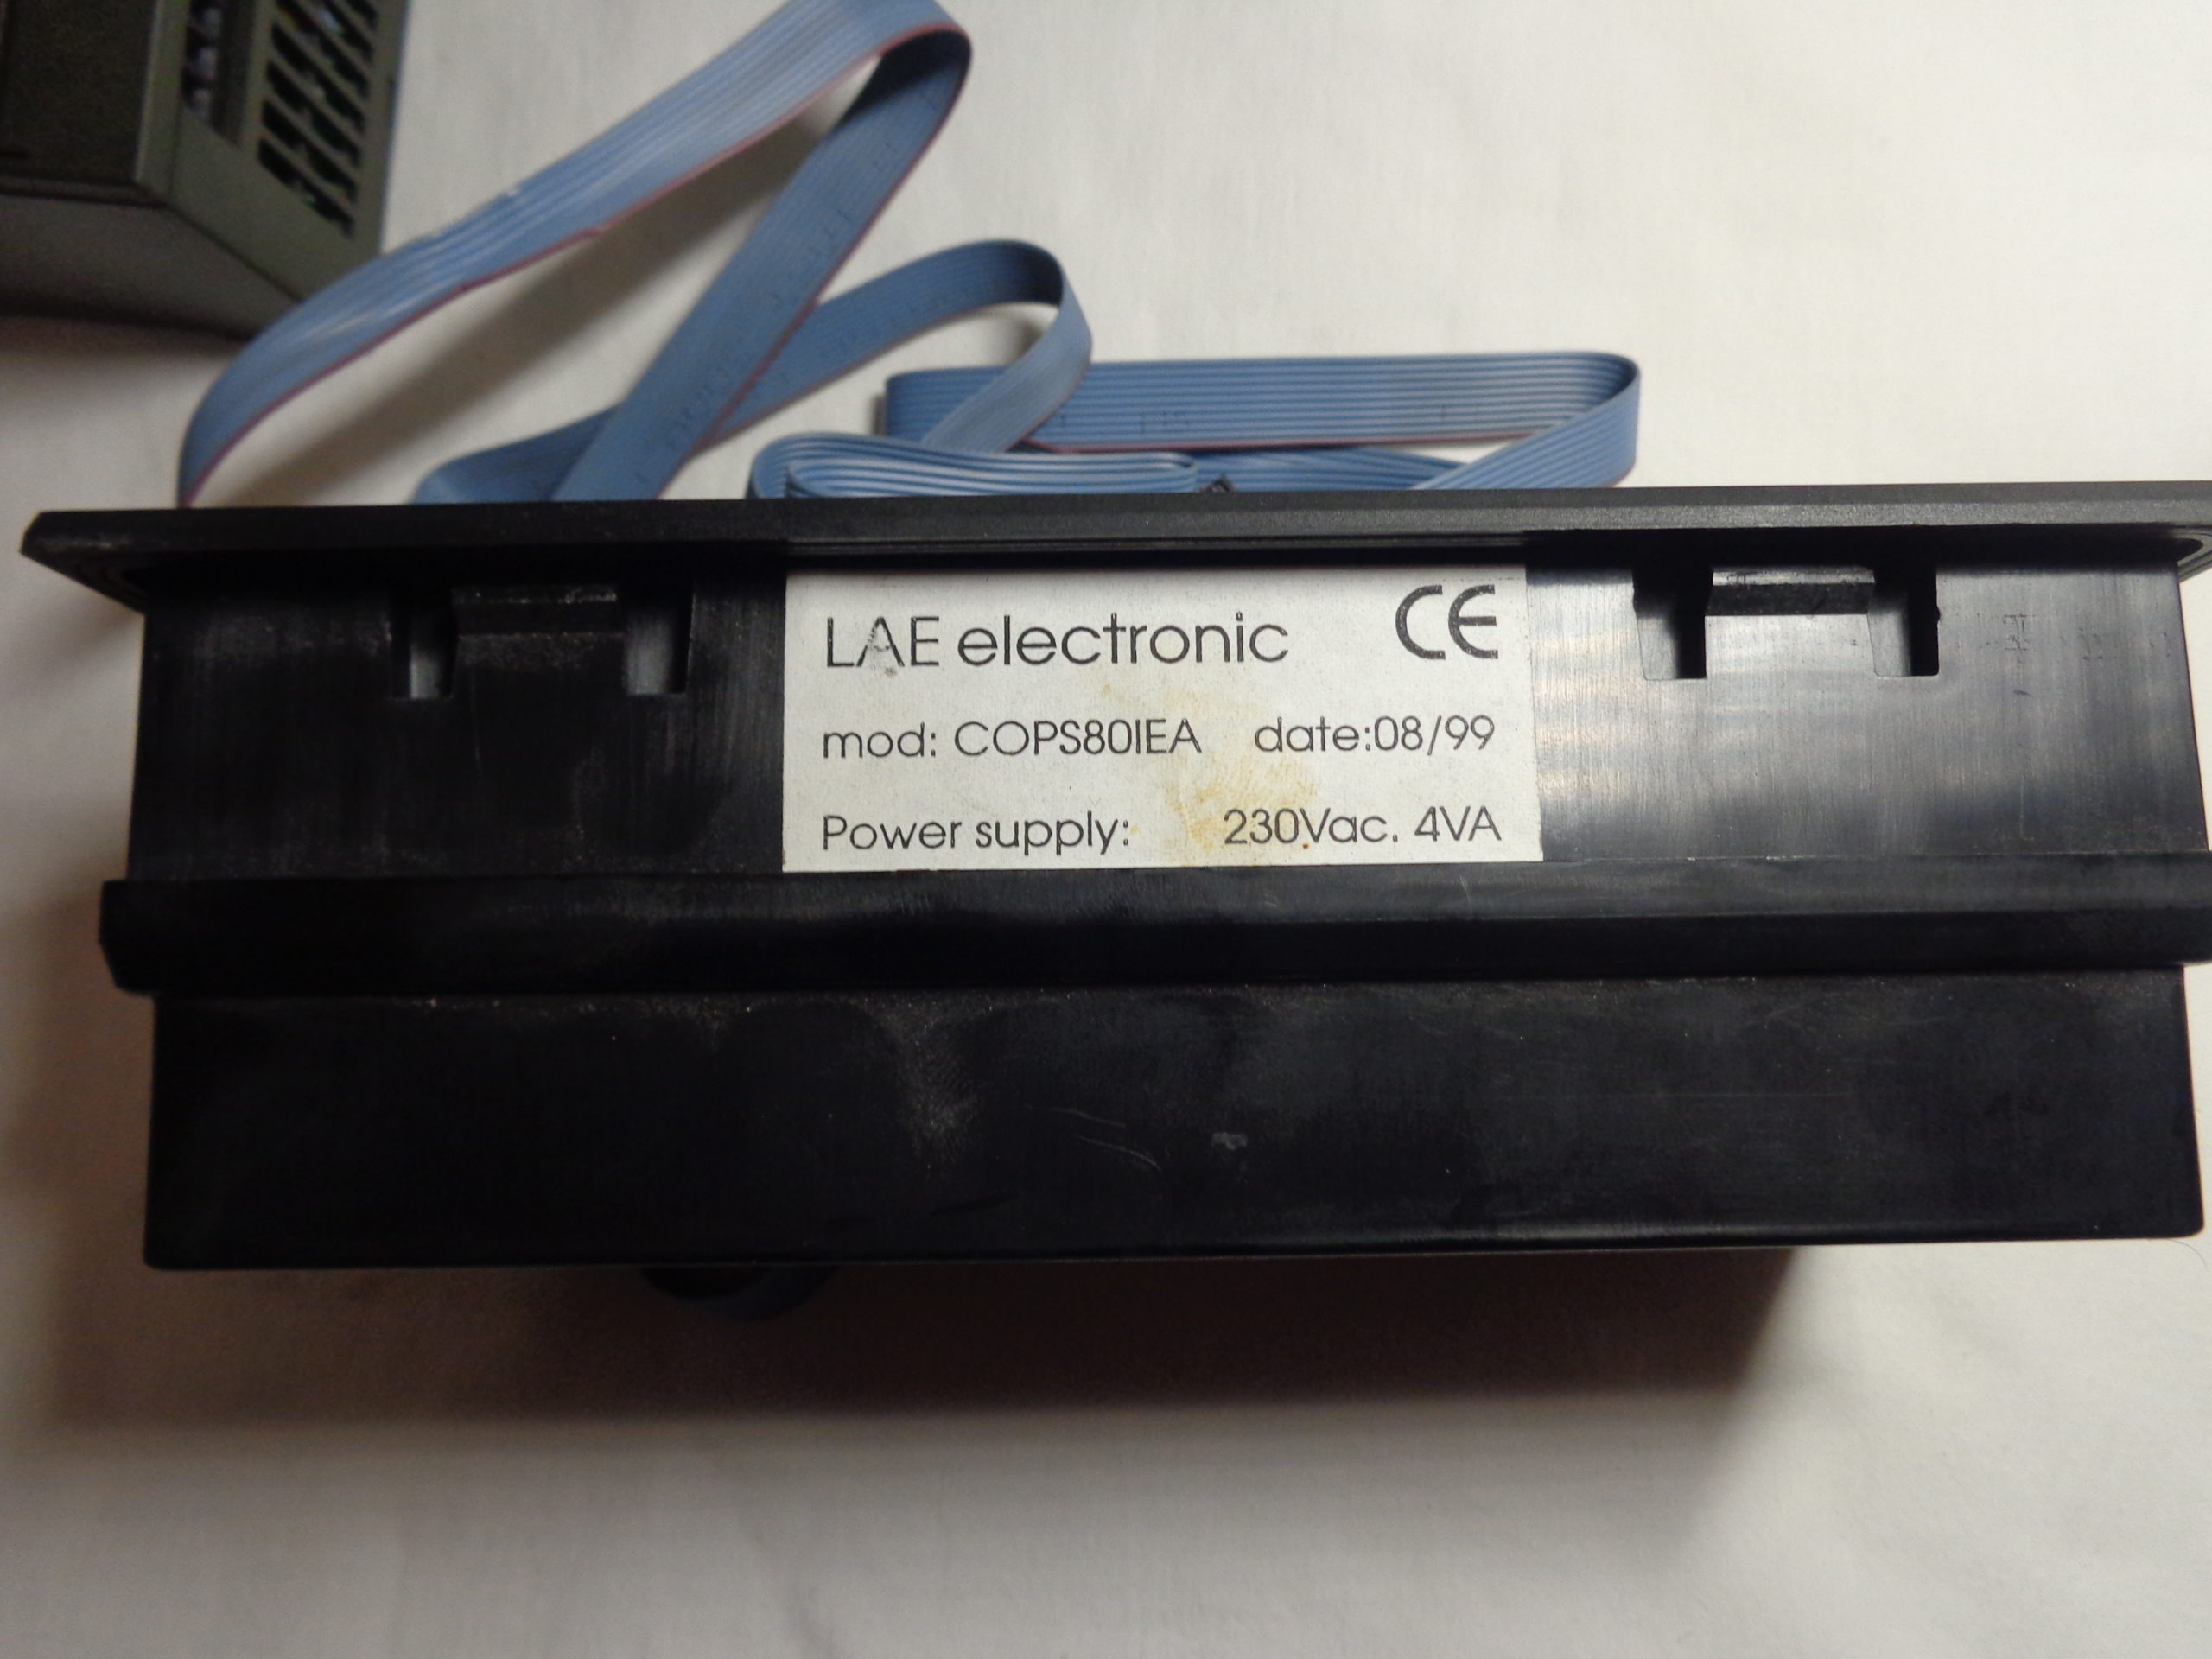 LAE electronic CE
mod: COPS80IEA date:08/99
Power supply: 230Vac. 4VA